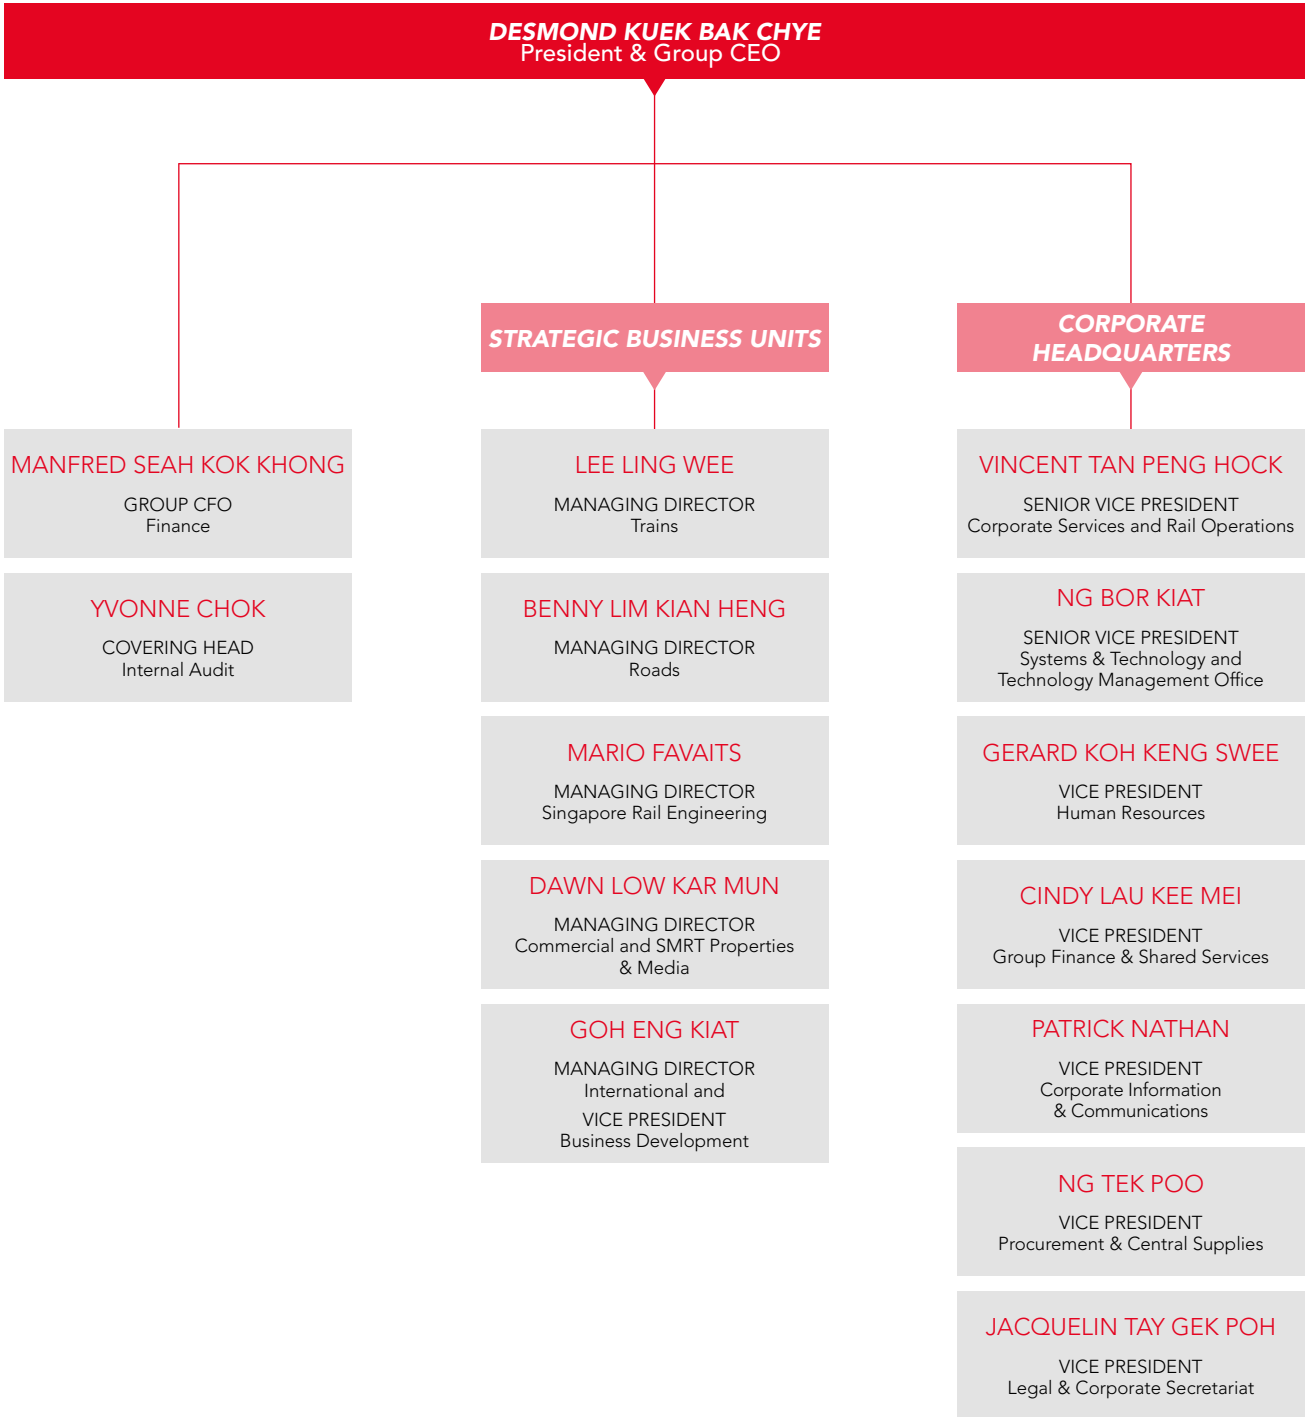 DESMOND KUEK BAK CHYE
President & Group CEO
MANFRED SEAH KOK KHONG
GROUP CFO
Finance
YVONNE CHOK
COVERING HEAD
Internal Audit
STRATEGIC BUSINESS UNITS
LEE LING WEE
MANAGING DIRECTOR
Trains
BENNY LIM KIAN HENG
MANAGING DIRECTOR
Roads
MARIO FAVAITS
MANAGING DIRECTOR
Singapore Rail Engineering
DAWN LOW KAR MUN
MANAGING DIRECTOR
Commercial and SMRT Properties
& Media
GOH ENG KIAT
MANAGING DIRECTOR
International and
VICE PRESIDENT
Business Development
CORPORATE
HEADQUARTERS
VINCENT TAN PENG HOCK
SENIOR VICE PRESIDENT
Corporate Services and Rail Operations
NG BOR KIAT
SENIOR VICE PRESIDENT
Systems & Technology and
Technology Management Office
GERARD KOH KENG SWEE
VICE PRESIDENT
Human Resources
CINDY LAU KEE MEI
VICE PRESIDENT
Group Finance & Shared Services
PATRICK NATHAN
VICE PRESIDENT
Corporate Information
& Communications
NG TEK POO
VICE PRESIDENT
Procurement & Central Supplies
JACQUELIN TAY GEK POH
VICE PRESIDENT
Legal & Corporate Secretariat